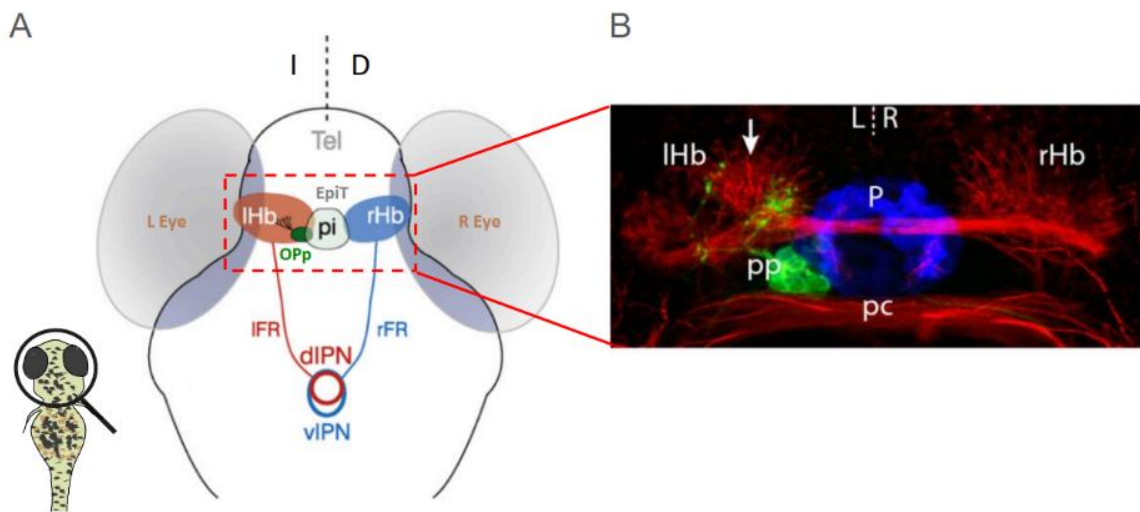 A
I D
Tel
EpiT
L Eye
lHb
pi
rHb
R Eye
OPp
lFR
rFR
dIPN
vIPN
B
L R
lHb
rHb
P
pp
pc